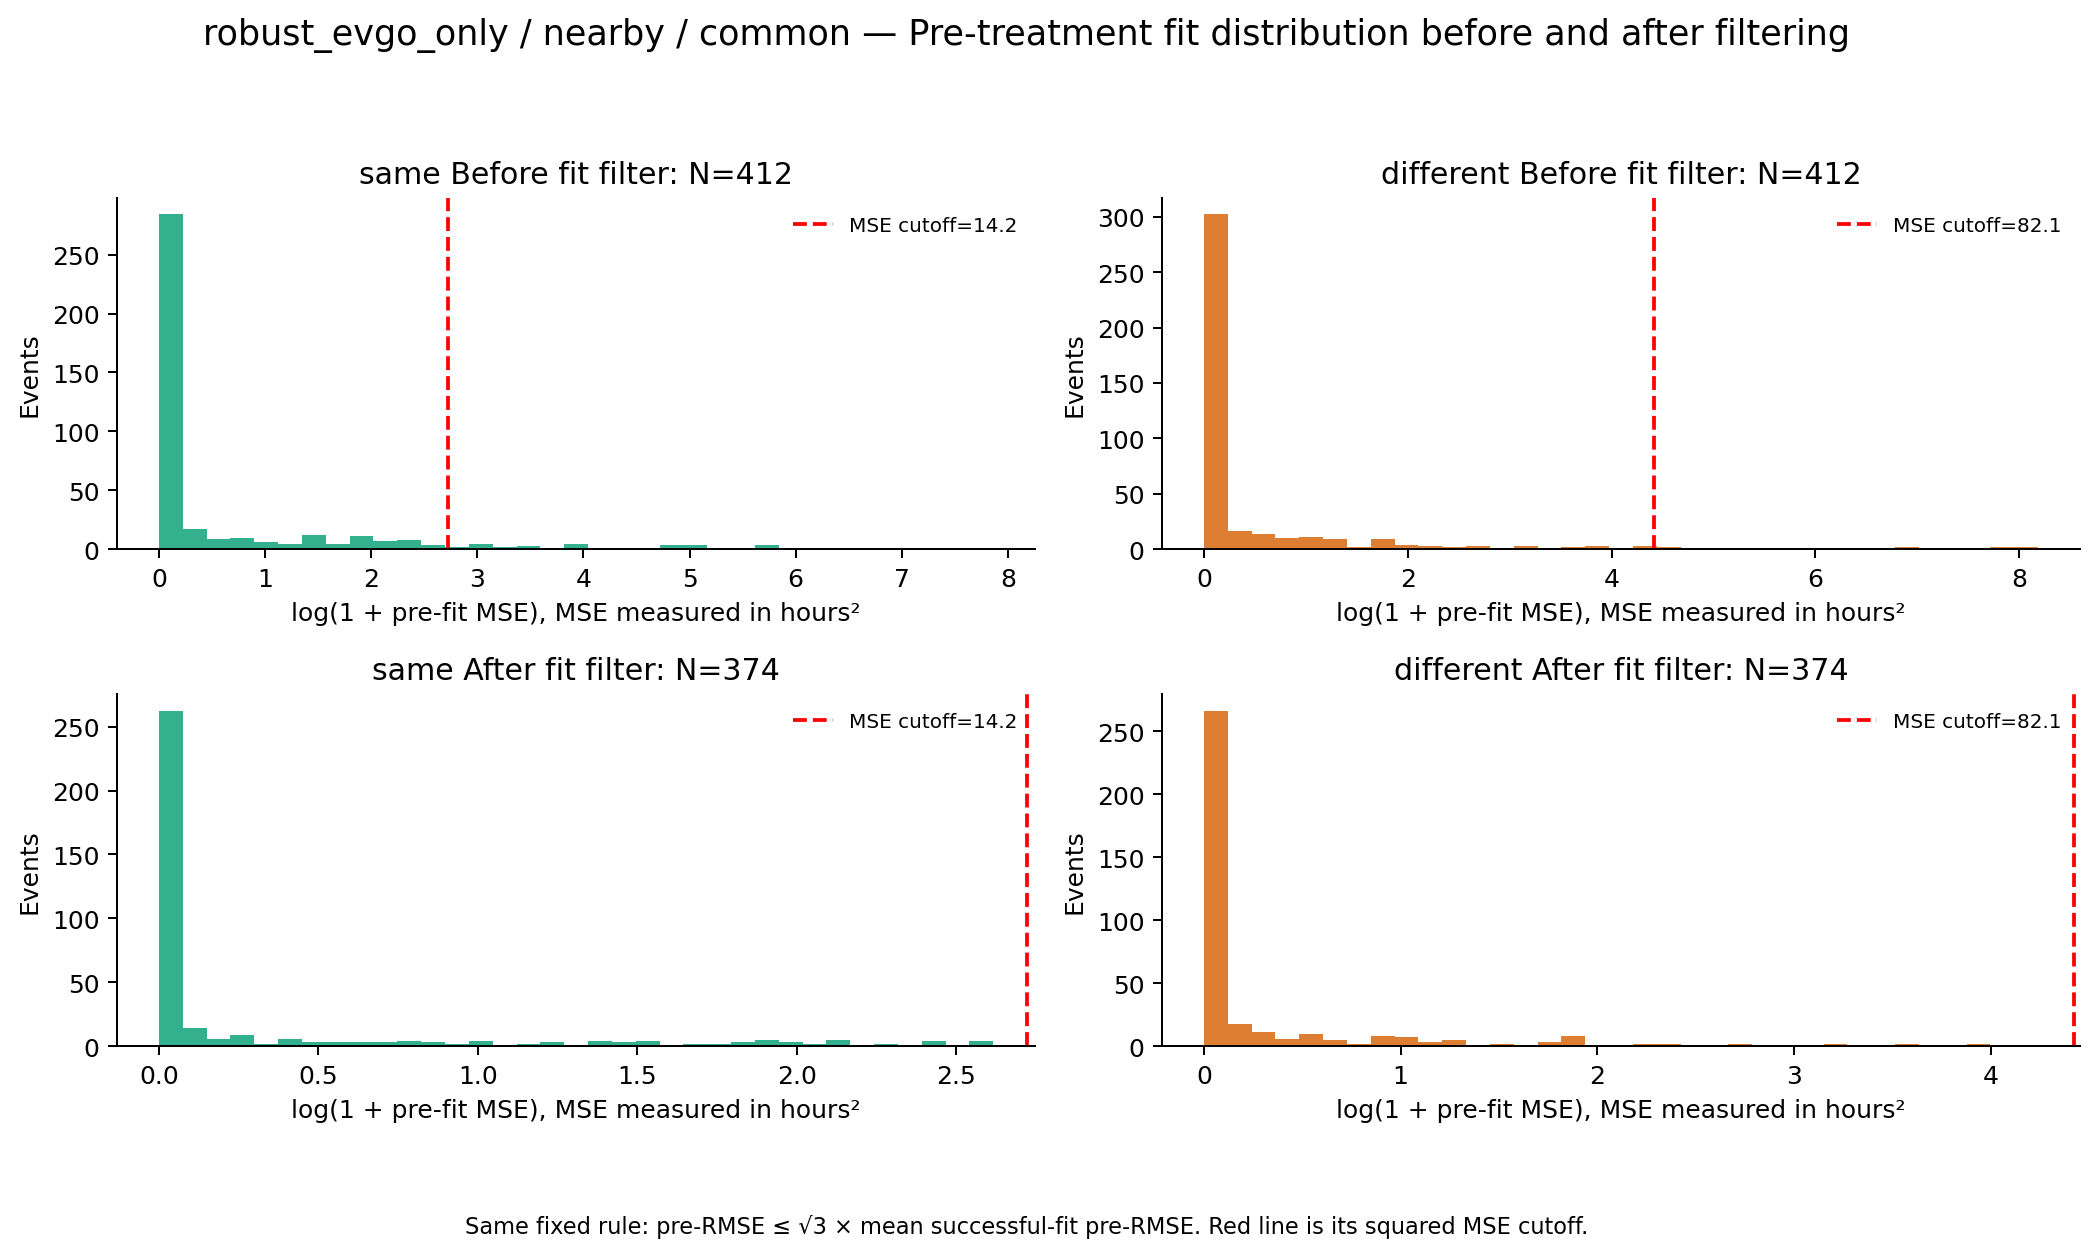 robust_evgo_only / nearby / common — Pre-treatment fit distribution before and after filtering
same Before fit filter: N=412
MSE cutoff=14.2
Events
250
200
150
100
50
0
0 1 2 3 4 5 6 7 8
log(1 + pre-fit MSE), MSE measured in hours²
different Before fit filter: N=412
MSE cutoff=82.1
Events
300
250
200
150
100
50
0
0 2 4 6 8
log(1 + pre-fit MSE), MSE measured in hours²
same After fit filter: N=374
MSE cutoff=14.2
Events
250
200
150
100
50
0
0.0 0.5 1.0 1.5 2.0 2.5
log(1 + pre-fit MSE), MSE measured in hours²
different After fit filter: N=374
MSE cutoff=82.1
Events
250
200
150
100
50
0
0 1 2 3 4
log(1 + pre-fit MSE), MSE measured in hours²
Same fixed rule: pre-RMSE ≤ √3 × mean successful-fit pre-RMSE. Red line is its squared MSE cutoff.